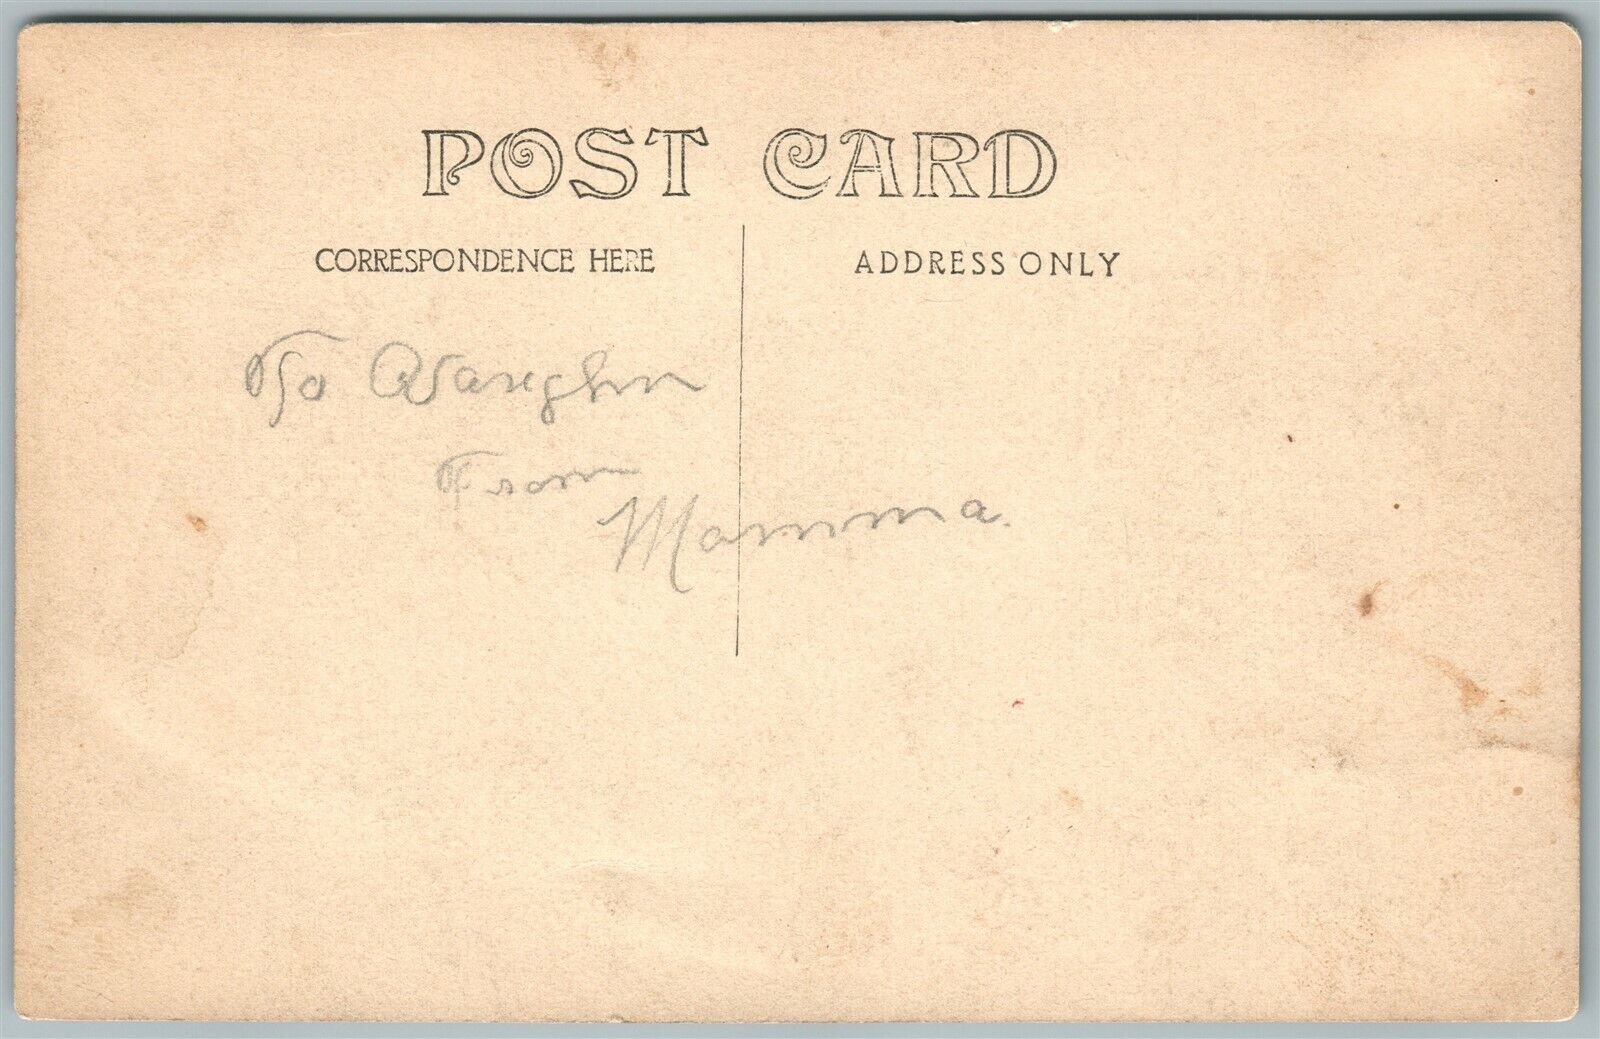 POST CARD
CORRESPONDENCE HERE
ADDRESS ONLY
To Vaughn
From
Mamma.